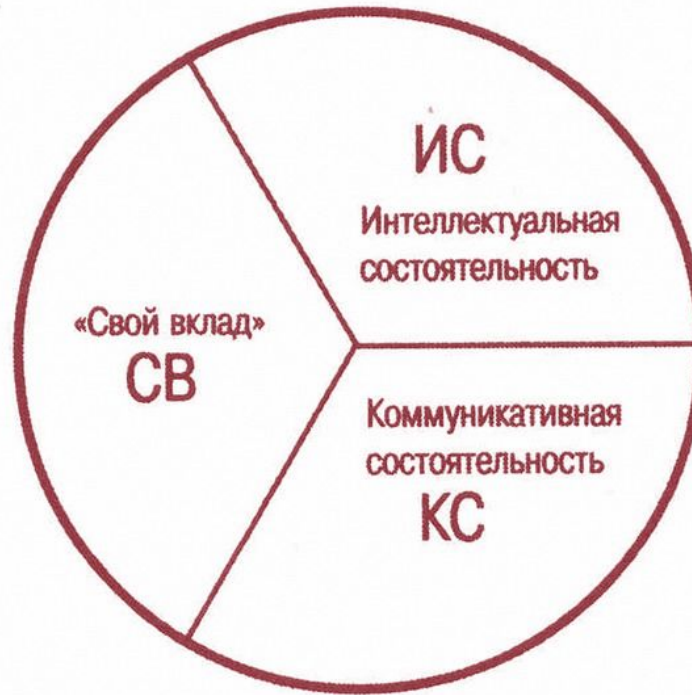 ИС
Интеллектуальная
состоятельность
«Свой вклад»
СВ
Коммуникативная
состоятельность
КС